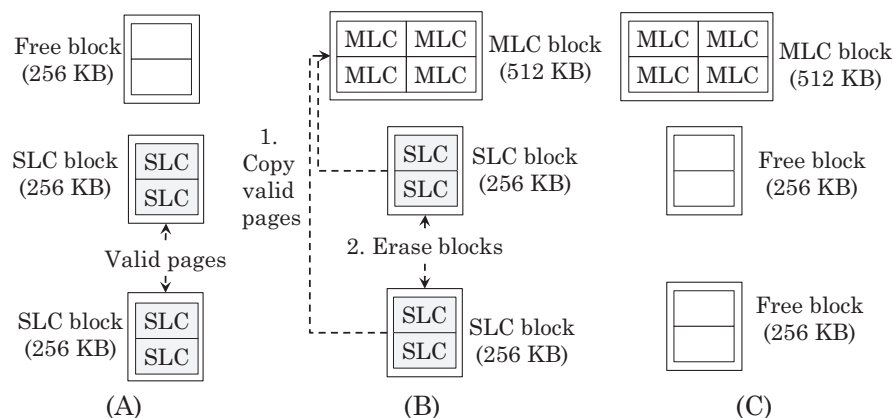 Free block
(256 KB)
SLC block
(256 KB)
SLC
SLC
Valid pages
SLC block
(256 KB)
SLC
SLC
(A)
MLC MLC
MLC MLC
MLC block
(512 KB)
1.
Copy
valid
pages
SLC
SLC
SLC block
(256 KB)
2. Erase blocks
SLC
SLC
SLC block
(256 KB)
(B)
MLC MLC
MLC MLC
MLC block
(512 KB)
Free block
(256 KB)
Free block
(256 KB)
(C)